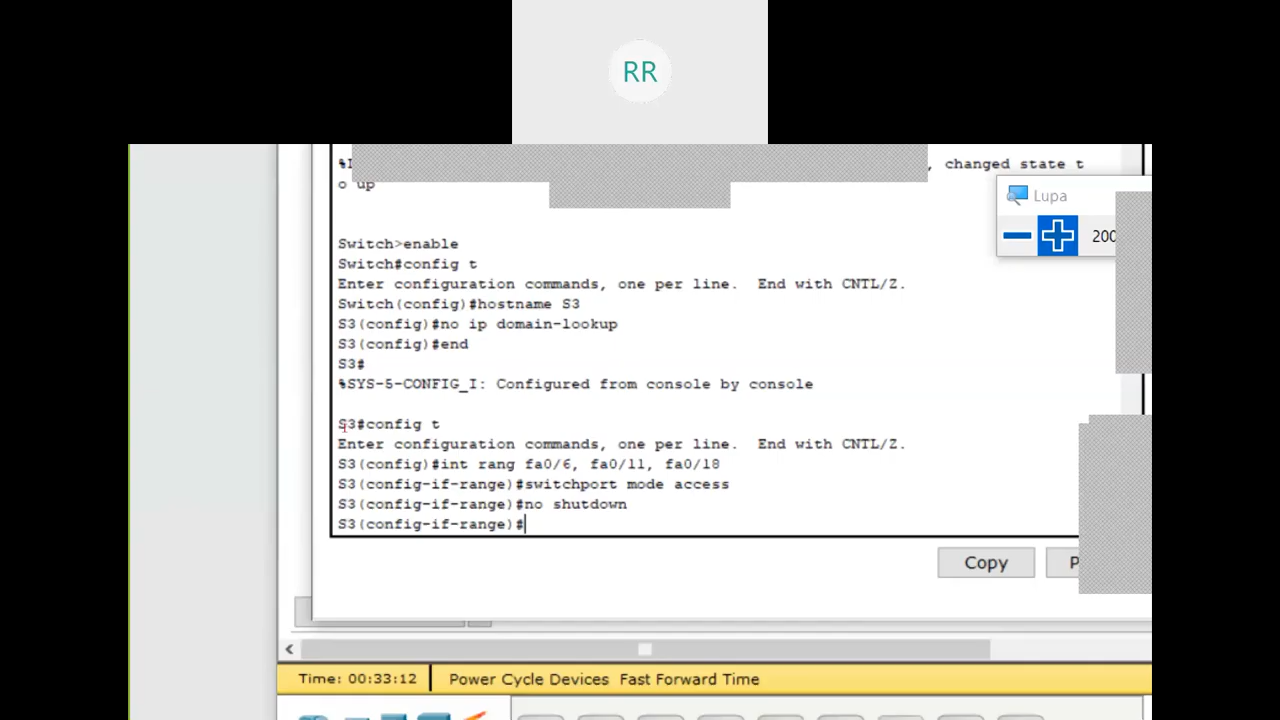 RR
, changed state t
o up
Lupa
200
Switch>enable
Switch#config t
Enter configuration commands, one per line.  End with CNTL/Z.
Switch(config)#hostname S3
S3(config)#no ip domain-lookup
S3(config)#end
S3#
%SYS-5-CONFIG_I: Configured from console by console
S3#config t
Enter configuration commands, one per line.  End with CNTL/Z.
S3(config)#int rang fa0/6, fa0/11, fa0/18
S3(config-if-range)#switchport mode access
S3(config-if-range)#no shutdown
S3(config-if-range)#
Copy
Time: 00:33:12
Power Cycle Devices  Fast Forward Time